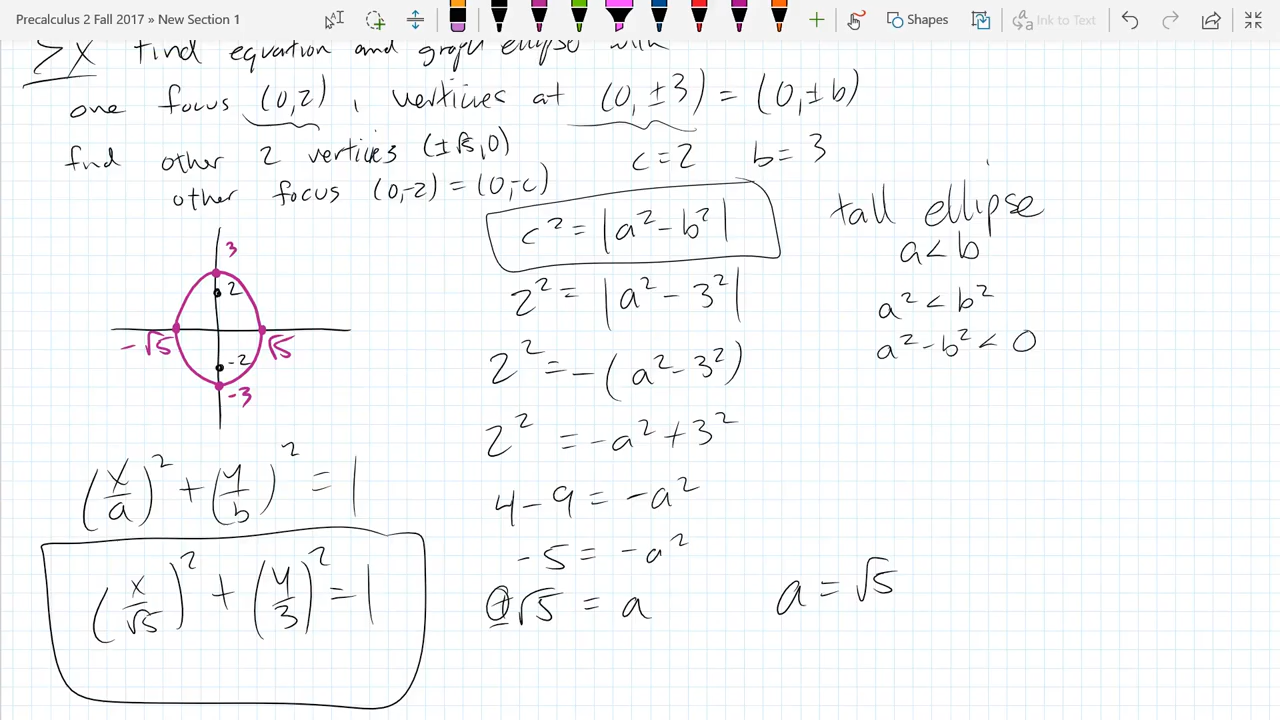 Precalculus 2 Fall 2017 » New Section 1
Shapes
Ink to Text
Ex find equation and graph ellipse with
one focus (0,2), vertices at (0,±3) = (0,±b)
find other 2 vertices (±√5,0)
c=2 b=3
other focus (0,-2)=(0,-c)
c² = |a²-b²|
tall ellipse
a<b
a²<b²
a²-b²<0
3
2
-√5
√5
-2
-3
2² = |a²-3²|
2² = -(a²-3²)
2² = -a²+3²
4-9 = -a²
-5 = -a²
±√5 = a
a = √5
(x/a)² + (y/b)² = 1
(x/√5)² + (y/3)² = 1